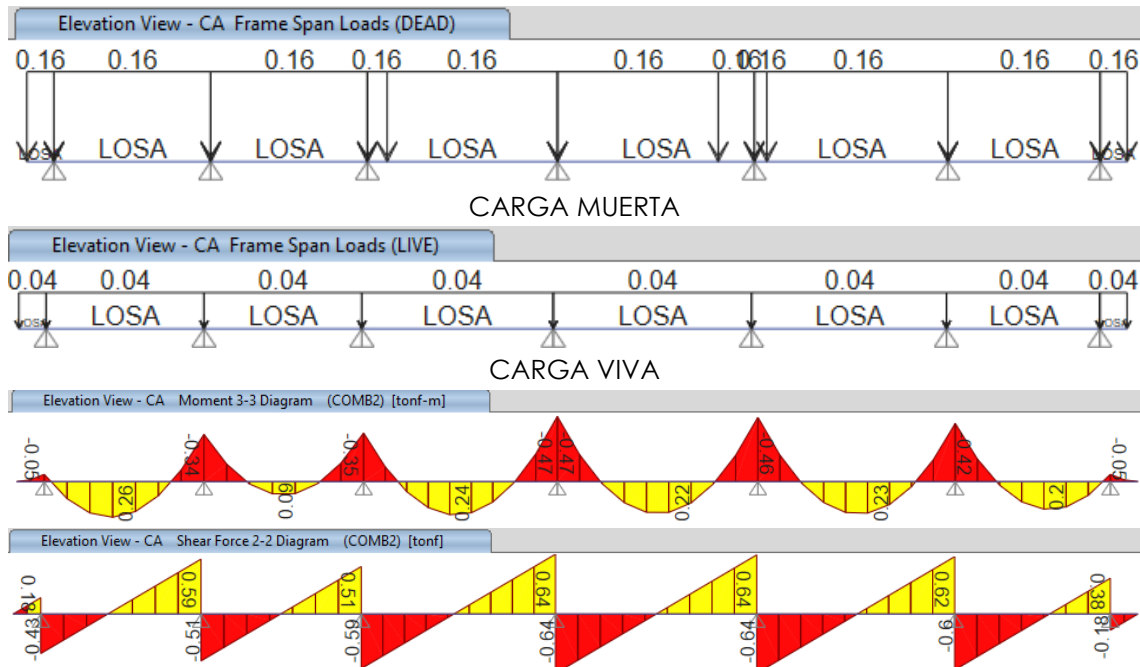 Elevation View - CA Frame Span Loads (DEAD)
0.16 0.16 0.16 0.16 0.16 0.16 0.16 0.16 0.16 0.16 0.16
LOSA LOSA LOSA LOSA LOSA LOSA LOSA LOSA
CARGA MUERTA
Elevation View - CA Frame Span Loads (LIVE)
0.04 0.04 0.04 0.04 0.04 0.04 0.04 0.04
LOSA LOSA LOSA LOSA LOSA LOSA LOSA LOSA
CARGA VIVA
Elevation View - CA Moment 3-3 Diagram (COMB2) [tonf-m]
-0.05 0.26 -0.34 0.09 -0.35 0.24 -0.47 -0.47 0.22 -0.46 0.23 -0.42 0.2 -0.05
Elevation View - CA Shear Force 2-2 Diagram (COMB2) [tonf]
0.18 0.59 0.51 0.64 0.64 0.62 0.38
-0.43 -0.51 -0.59 -0.64 -0.64 -0.6 -0.18